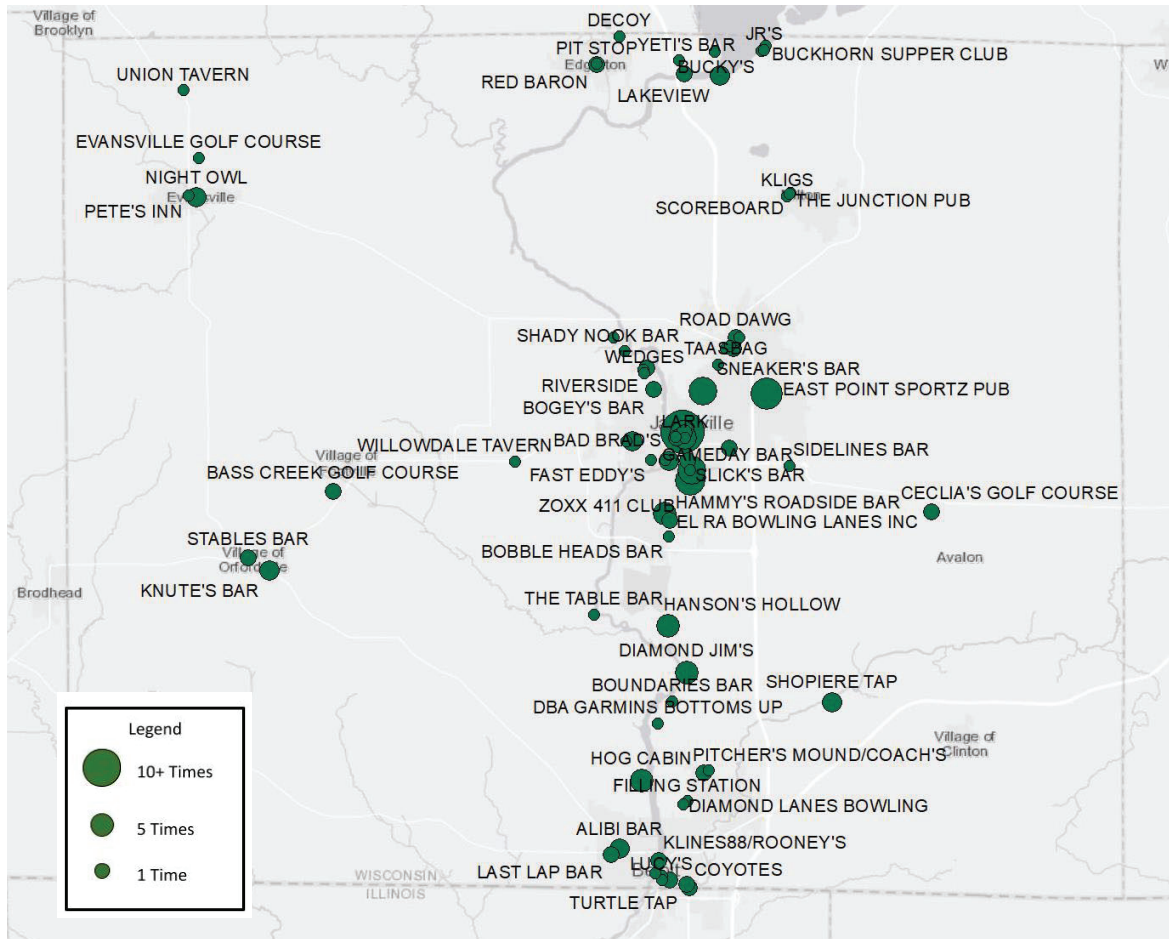 Village of
Brooklyn
DECOY
JR'S
PIT STOP
YETI'S BAR
BUCKHORN SUPPER CLUB
UNION TAVERN
RED BARON
BUCKY'S
LAKEVIEW
EVANSVILLE GOLF COURSE
NIGHT OWL
PETE'S INN
KLIGS
SCOREBOARD
THE JUNCTION PUB
ROAD DAWG
SHADY NOOK BAR
TAASBAG
WEDGES
SNEAKER'S BAR
RIVERSIDE
EAST POINT SPORTZ PUB
BOGEY'S BAR
LARK
WILLOWDALE TAVERN
BAD BRAD'S
GAMEDAY BAR
SIDELINES BAR
Village of
BASS CREEK GOLF COURSE
FAST EDDY'S
SLICK'S BAR
CECLIA'S GOLF COURSE
ZOXX 411 CLUB
HAMMY'S ROADSIDE BAR
EL RA BOWLING LANES INC
STABLES BAR
Village of
Orfordville
BOBBLE HEADS BAR
Avalon
KNUTE'S BAR
Brodhead
THE TABLE BAR
HANSON'S HOLLOW
DIAMOND JIM'S
BOUNDARIES BAR
SHOPIERE TAP
DBA GARMINS BOTTOMS UP
Village of
Clinton
HOG CABIN
PITCHER'S MOUND/COACH'S
FILLING STATION
DIAMOND LANES BOWLING
ALIBI BAR
KLINES88/ROONEY'S
LUCY'S
COYOTES
LAST LAP BAR
TURTLE TAP
WISCONSIN
ILLINOIS
Legend
10+ Times
5 Times
1 Time